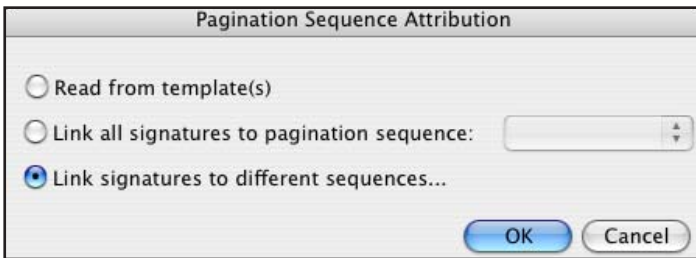 Pagination Sequence Attribution
Read from template(s)
Link all signatures to pagination sequence:
Link signatures to different sequences...
OK Cancel